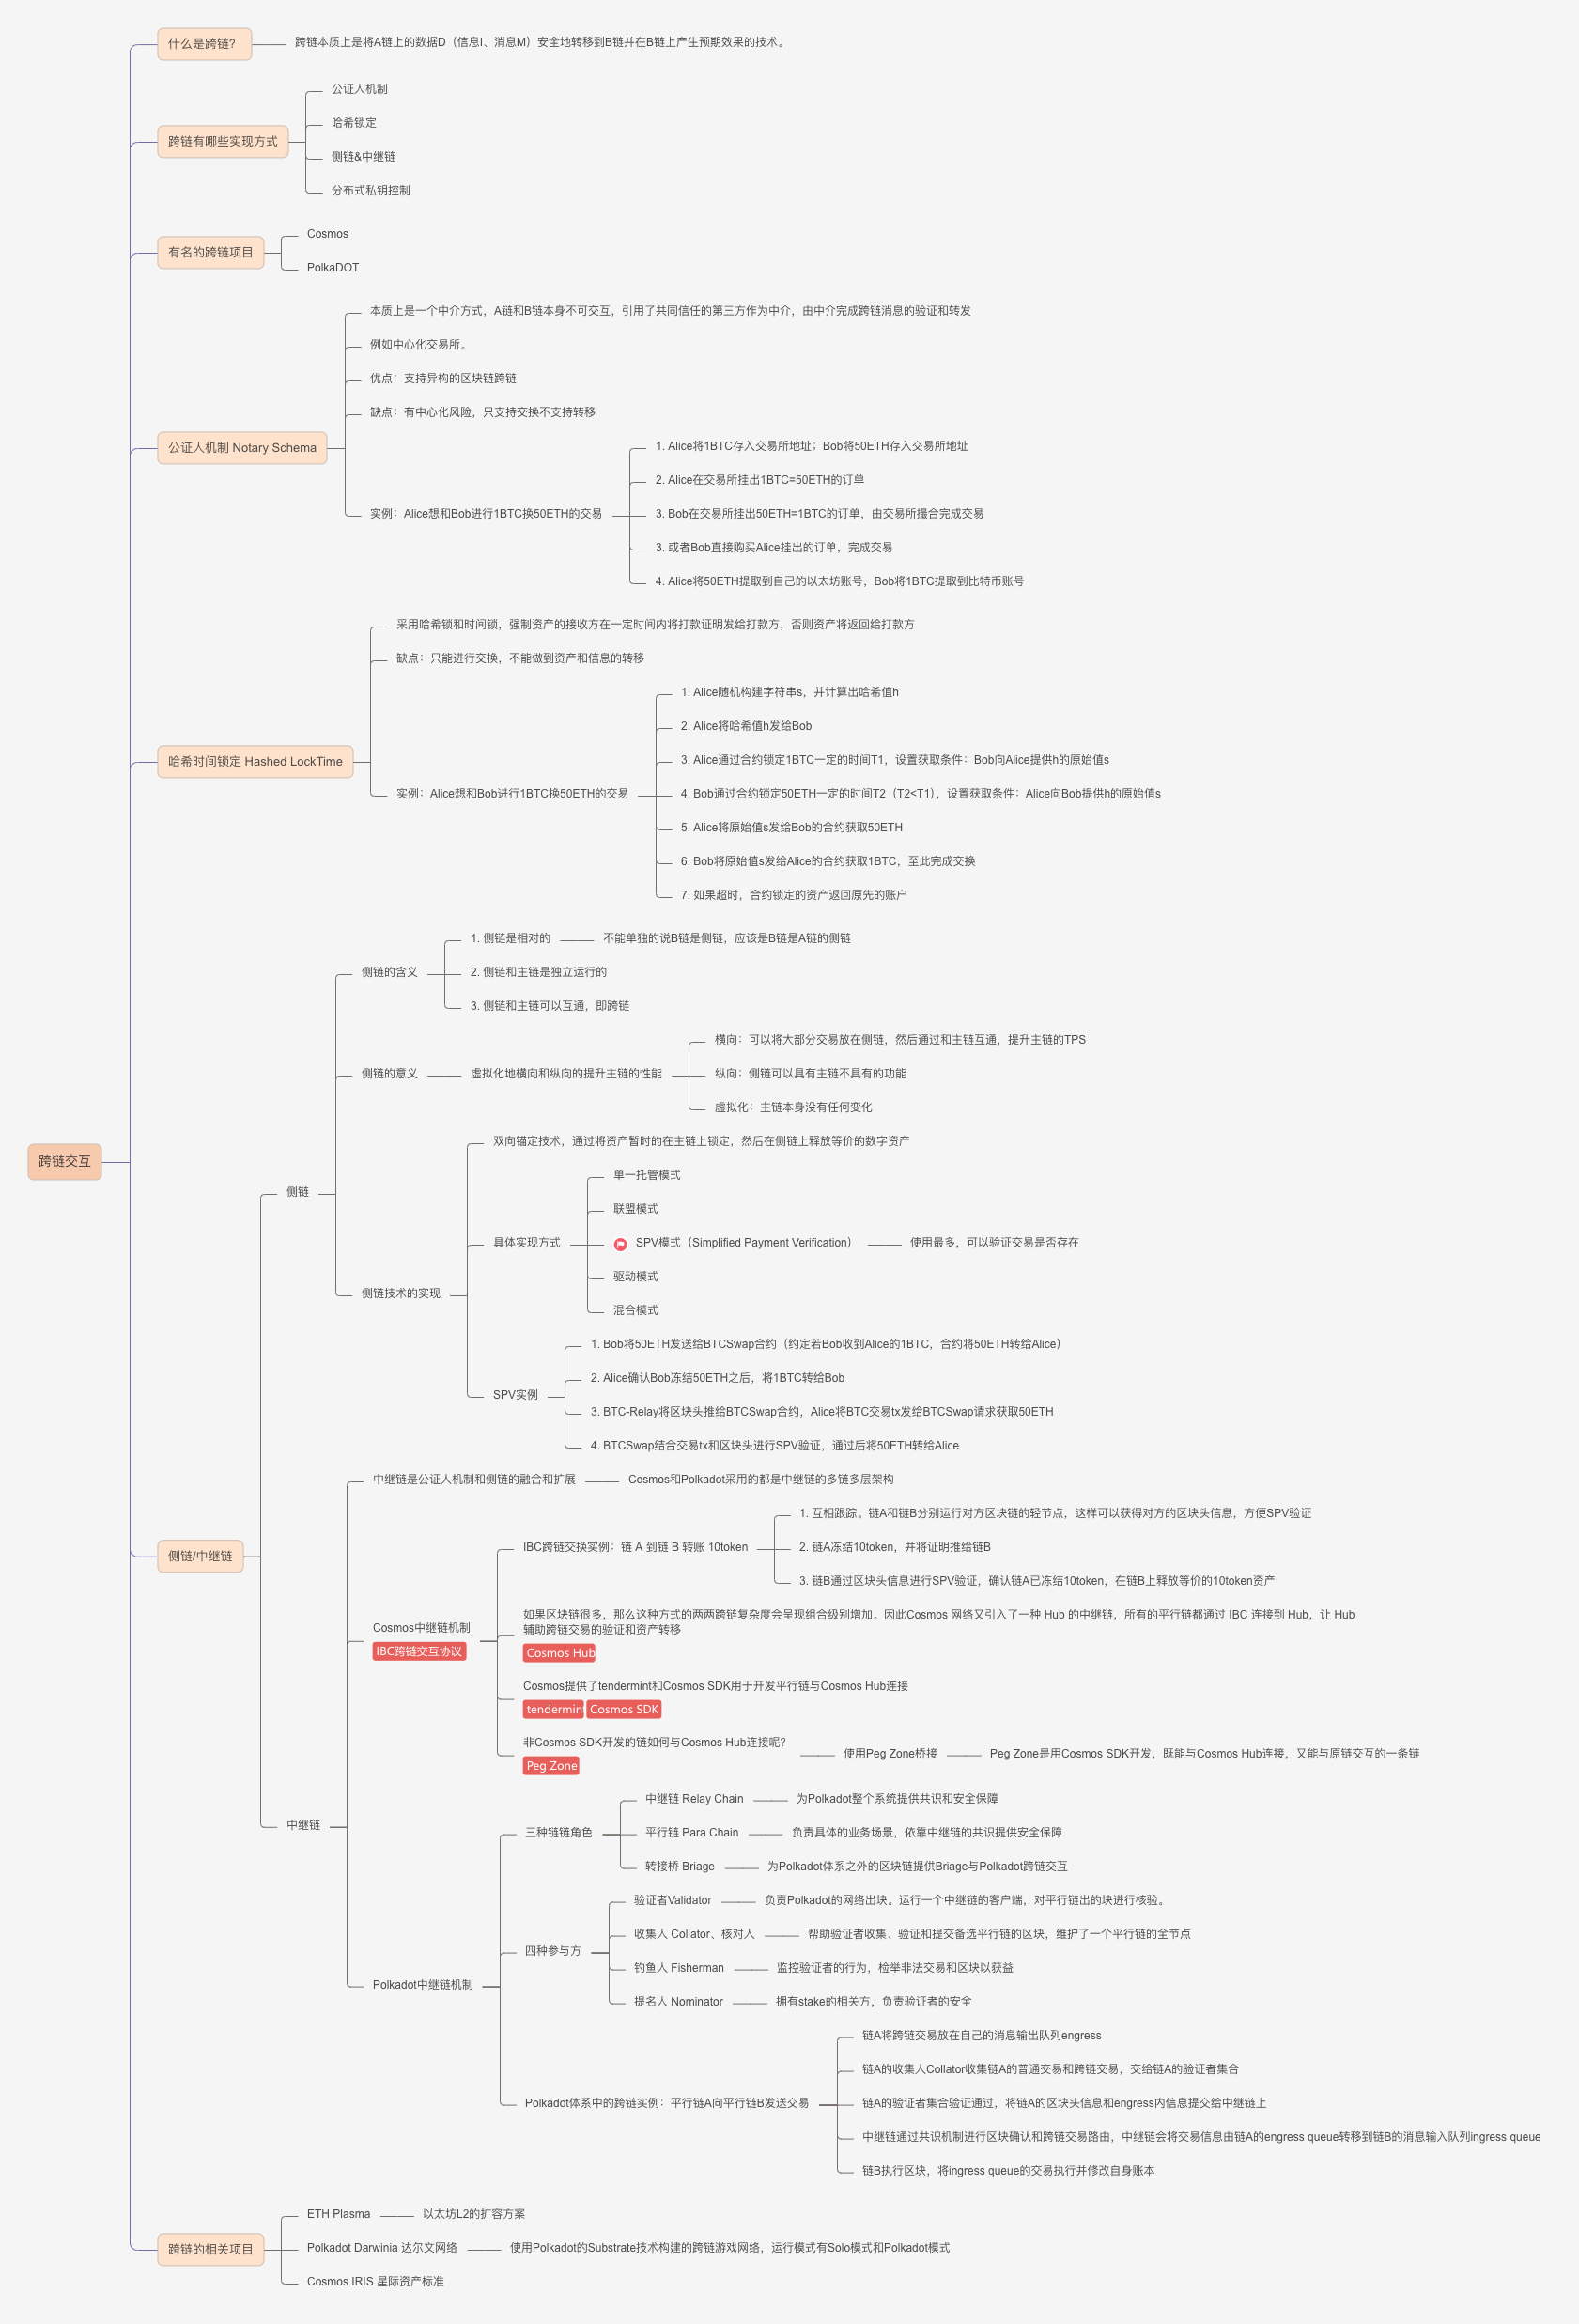 什么是跨链？
跨链本质上是将A链上的数据D（信息I、消息M）安全地转移到B链并在B链上产生预期效果的技术。
跨链有哪些实现方式
公证人机制
哈希锁定
侧链&中继链
分布式私钥控制
有名的跨链项目
Cosmos
PolkaDOT
公证人机制 Notary Schema
本质上是一个中介方式，A链和B链本身不可交互，引用了共同信任的第三方作为中介，由中介完成跨链消息的验证和转发
例如中心化交易所。
优点：支持异构的区块链跨链
缺点：有中心化风险，只支持交换不支持转移
实例：Alice想和Bob进行1BTC换50ETH的交易
1. Alice将1BTC存入交易所地址；Bob将50ETH存入交易所地址
2. Alice在交易所挂出1BTC=50ETH的订单
3. Bob在交易所挂出50ETH=1BTC的订单，由交易所撮合完成交易
3. 或者Bob直接购买Alice挂出的订单，完成交易
4. Alice将50ETH提取到自己的以太坊账号，Bob将1BTC提取到比特币账号
哈希时间锁定 Hashed LockTime
采用哈希锁和时间锁，强制资产的接收方在一定时间内将打款证明发给打款方，否则资产将返回给打款方
缺点：只能进行交换，不能做到资产和信息的转移
实例：Alice想和Bob进行1BTC换50ETH的交易
1. Alice随机构建字符串s，并计算出哈希值h
2. Alice将哈希值h发给Bob
3. Alice通过合约锁定1BTC一定的时间T1，设置获取条件：Bob向Alice提供h的原始值s
4. Bob通过合约锁定50ETH一定的时间T2（T2<T1），设置获取条件：Alice向Bob提供h的原始值s
5. Alice将原始值s发给Bob的合约获取50ETH
6. Bob将原始值s发给Alice的合约获取1BTC，至此完成交换
7. 如果超时，合约锁定的资产返回原先的账户
跨链交互
侧链/中继链
侧链
侧链的含义
1. 侧链是相对的
不能单独的说B链是侧链，应该是B链是A链的侧链
2. 侧链和主链是独立运行的
3. 侧链和主链可以互通，即跨链
侧链的意义
虚拟化地横向和纵向的提升主链的性能
横向：可以将大部分交易放在侧链，然后通过和主链互通，提升主链的TPS
纵向：侧链可以具有主链不具有的功能
虚拟化：主链本身没有任何变化
侧链技术的实现
双向锚定技术，通过将资产暂时的在主链上锁定，然后在侧链上释放等价的数字资产
具体实现方式
单一托管模式
联盟模式
SPV模式（Simplified Payment Verification）
使用最多，可以验证交易是否存在
驱动模式
混合模式
SPV实例
1. Bob将50ETH发送给BTCSwap合约（约定若Bob收到Alice的1BTC，合约将50ETH转给Alice）
2. Alice确认Bob冻结50ETH之后，将1BTC转给Bob
3. BTC-Relay将区块头推给BTCSwap合约，Alice将BTC交易tx发给BTCSwap请求获取50ETH
4. BTCSwap结合交易tx和区块头进行SPV验证，通过后将50ETH转给Alice
中继链
中继链是公证人机制和侧链的融合和扩展
Cosmos和Polkadot采用的都是中继链的多链多层架构
Cosmos中继链机制
IBC跨链交互协议
IBC跨链交换实例：链 A 到链 B 转账 10token
1. 互相跟踪。链A和链B分别运行对方区块链的轻节点，这样可以获得对方的区块头信息，方便SPV验证
2. 链A冻结10token，并将证明推给链B
3. 链B通过区块头信息进行SPV验证，确认链A已冻结10token，在链B上释放等价的10token资产
如果区块链很多，那么这种方式的两两跨链复杂度会呈现组合级别增加。因此Cosmos 网络又引入了一种 Hub 的中继链，所有的平行链都通过 IBC 连接到 Hub，让 Hub
辅助跨链交易的验证和资产转移
Cosmos Hub
Cosmos提供了tendermint和Cosmos SDK用于开发平行链与Cosmos Hub连接
tendermint Cosmos SDK
非Cosmos SDK开发的链如何与Cosmos Hub连接呢？
Peg Zone
使用Peg Zone桥接
Peg Zone是用Cosmos SDK开发，既能与Cosmos Hub连接，又能与原链交互的一条链
Polkadot中继链机制
三种链链角色
中继链 Relay Chain
为Polkadot整个系统提供共识和安全保障
平行链 Para Chain
负责具体的业务场景，依靠中继链的共识提供安全保障
转接桥 Briage
为Polkadot体系之外的区块链提供Briage与Polkadot跨链交互
四种参与方
验证者Validator
负责Polkadot的网络出块。运行一个中继链的客户端，对平行链出的块进行核验。
收集人 Collator、核对人
帮助验证者收集、验证和提交备选平行链的区块，维护了一个平行链的全节点
钓鱼人 Fisherman
监控验证者的行为，检举非法交易和区块以获益
提名人 Nominator
拥有stake的相关方，负责验证者的安全
Polkadot体系中的跨链实例：平行链A向平行链B发送交易
链A将跨链交易放在自己的消息输出队列engress
链A的收集人Collator收集链A的普通交易和跨链交易，交给链A的验证者集合
链A的验证者集合验证通过，将链A的区块头信息和engress内信息提交给中继链上
中继链通过共识机制进行区块确认和跨链交易路由，中继链会将交易信息由链A的engress queue转移到链B的消息输入队列ingress queue
链B执行区块，将ingress queue的交易执行并修改自身账本
跨链的相关项目
ETH Plasma
以太坊L2的扩容方案
Polkadot Darwinia 达尔文网络
使用Polkadot的Substrate技术构建的跨链游戏网络，运行模式有Solo模式和Polkadot模式
Cosmos IRIS 星际资产标准